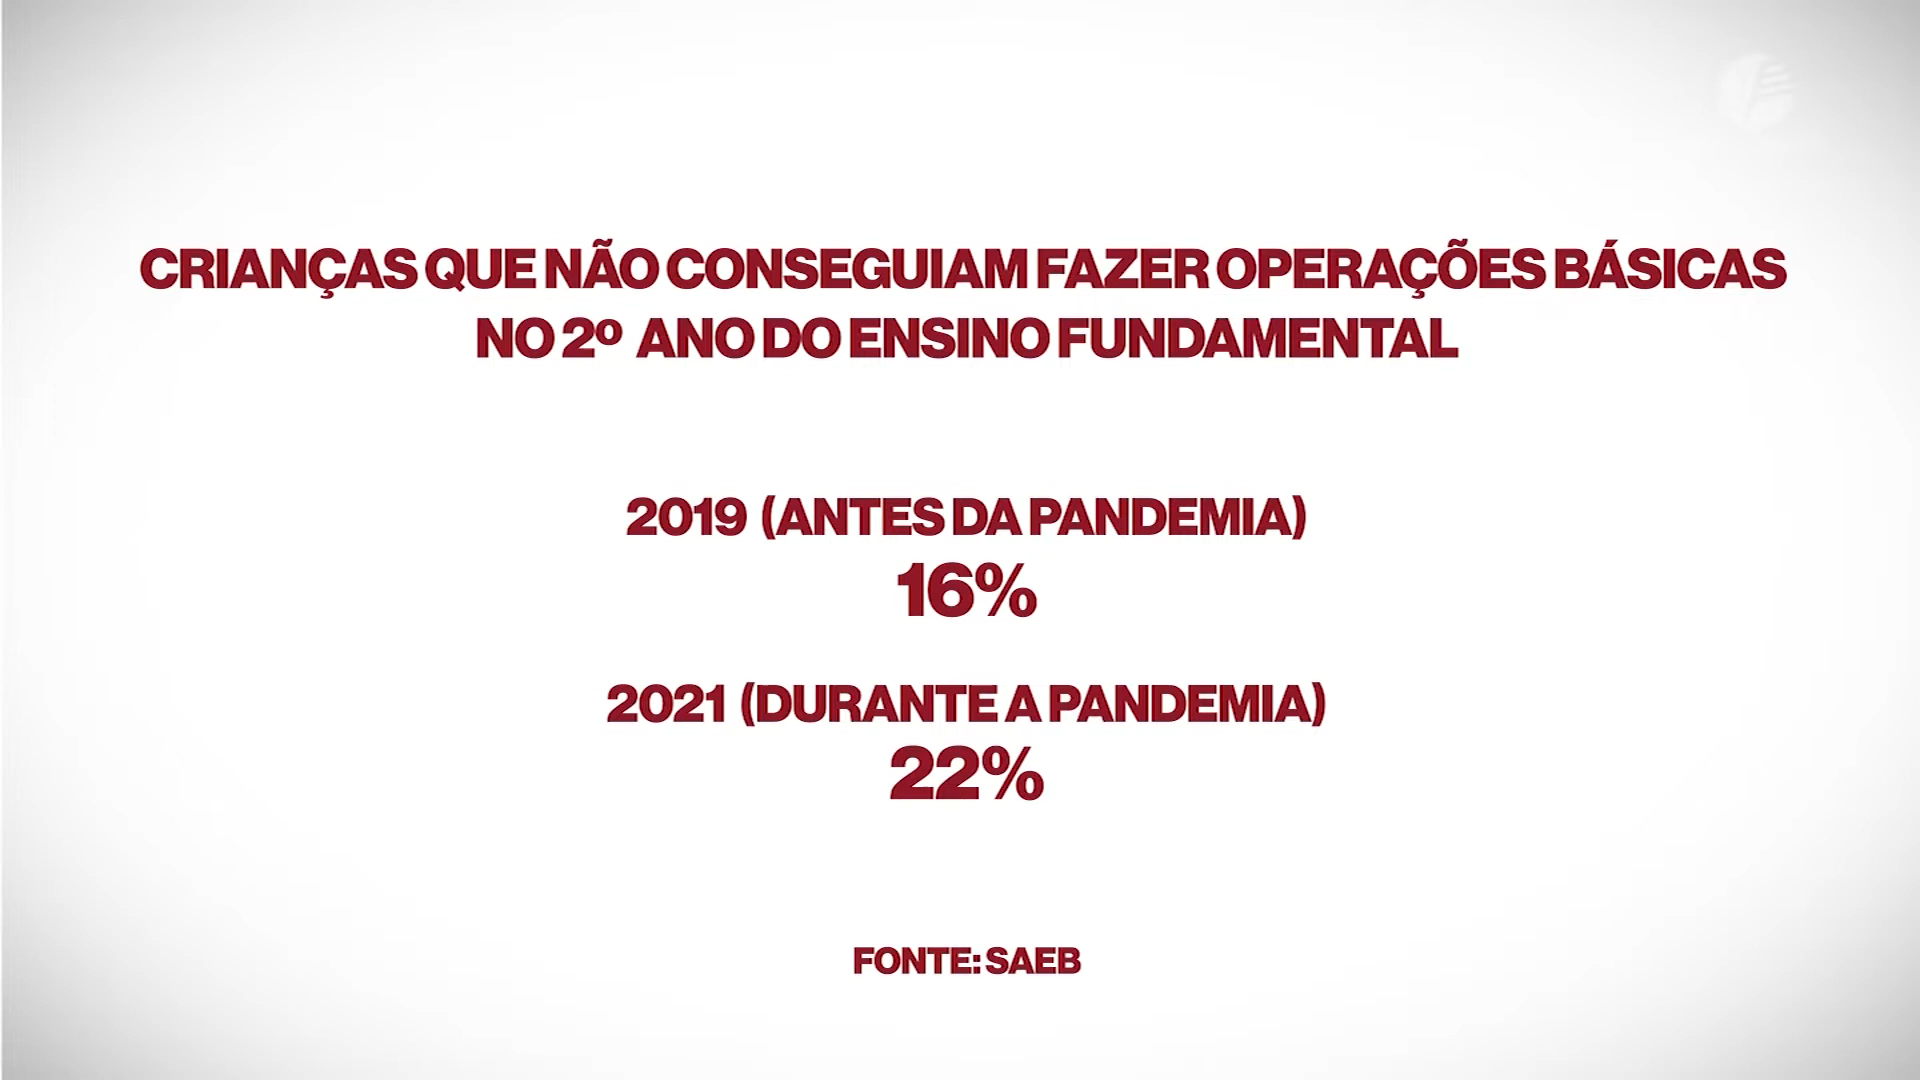 CRIANÇAS QUE NÃO CONSEGUIAM FAZER OPERAÇÕES BÁSICAS
NO 2º ANO DO ENSINO FUNDAMENTAL
2019 (ANTES DA PANDEMIA)
16%
2021 (DURANTE A PANDEMIA)
22%
FONTE: SAEB